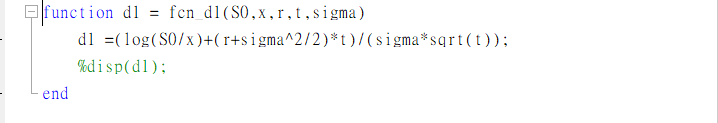 function d1 = fcn_d1(S0,x,r,t,sigma)
d1 =(log(S0/x)+(r+sigma^2/2)*t)/(sigma*sqrt(t));
%disp(d1);
end